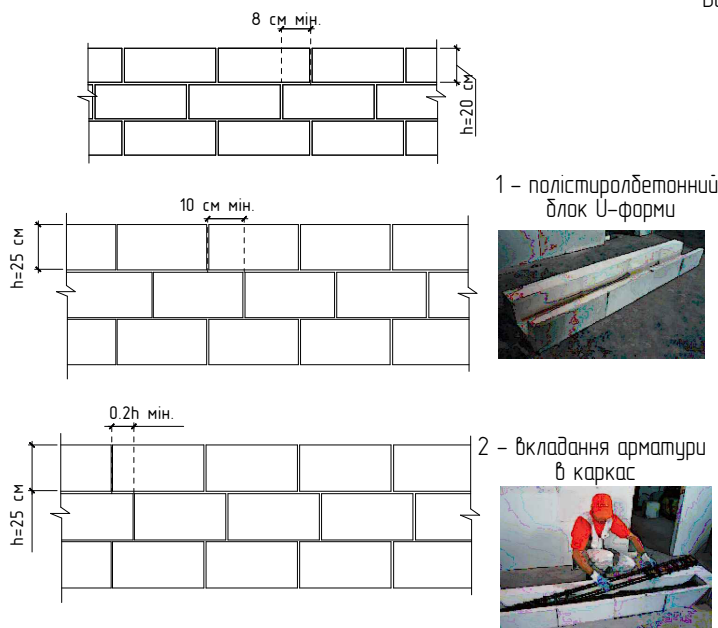 8 см мін.
h=20 см
10 см мін.
h=25 см
0.2h мін.
h=25 см
1 – полістиролбетонний
блок U-форми
2 – вкладання арматури
в каркас